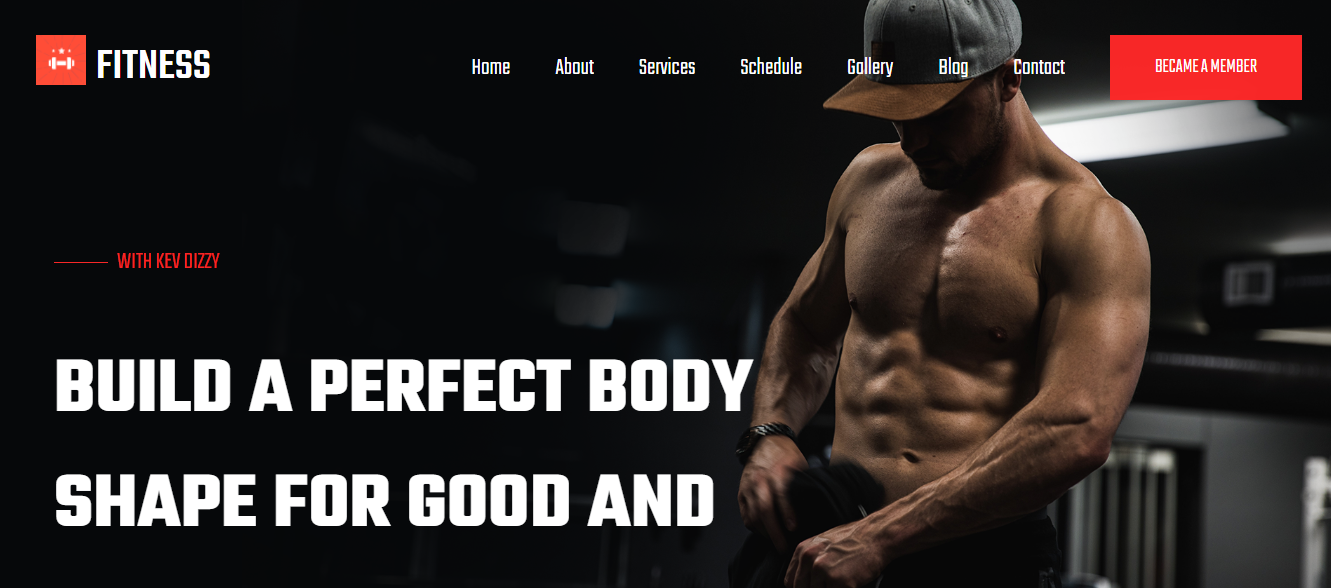 FITNESS
Home About Services Schedule Gallery Blog Contact
BECAME A MEMBER
WITH KEV DIZZY
BUILD A PERFECT BODY
SHAPE FOR GOOD AND